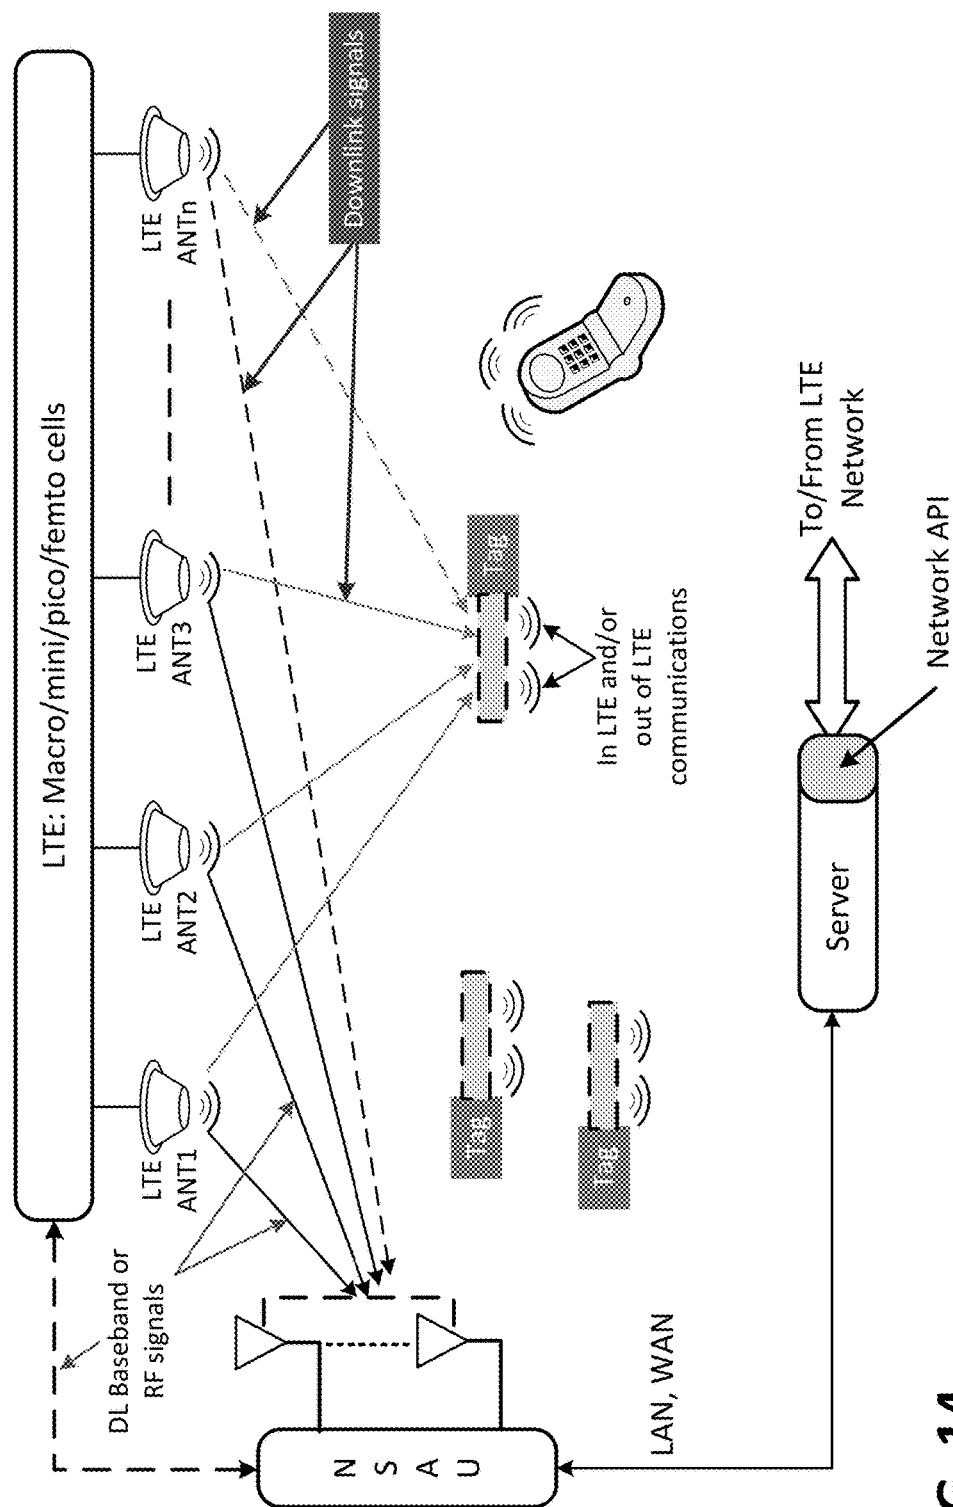 LTE: Macro/mini/pico/femto cells
DL Baseband or
RF signals
LTE
ANT1
LTE
ANT2
LTE
ANT3
LTE
ANTn
Downlink signals
N
S
A
U
Tag
Tag
Tag
In LTE and/or
out of LTE
communications
LAN, WAN
Server
To/From LTE
Network
Network API